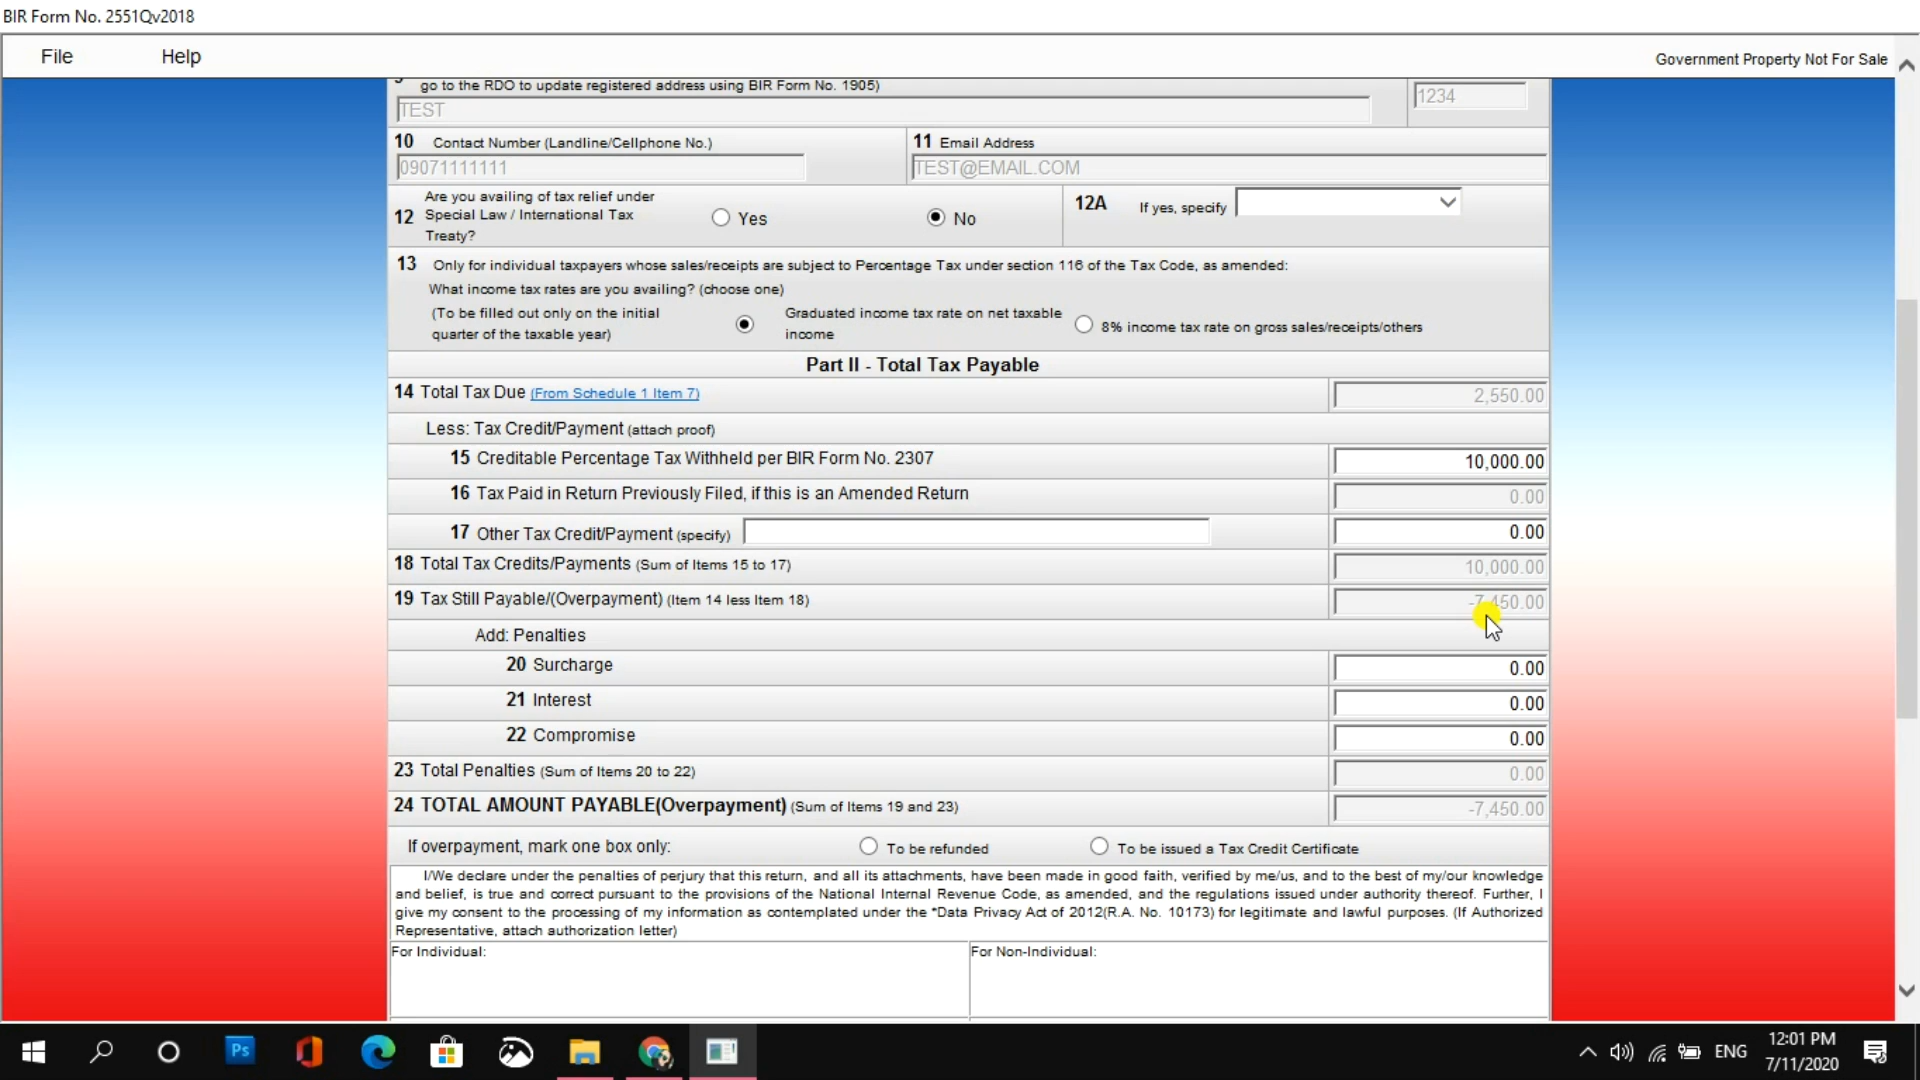 BIR Form No. 2551Qv2018
File Help Government Property Not For Sale
go to the RDO to update registered address using BIR Form No. 1905)
TEST 1234
10 Contact Number (Landline/Cellphone No.) 11 Email Address
09071111111 TEST@EMAIL.COM
Are you availing of tax relief under
12 Special Law / International Tax Yes No 12A If yes, specify
Treaty?
13 Only for individual taxpayers whose sales/receipts are subject to Percentage Tax under section 116 of the Tax Code, as amended:
What income tax rates are you availing? (choose one)
(To be filled out only on the initial Graduated income tax rate on net taxable
quarter of the taxable year) income 8% income tax rate on gross sales/receipts/others
Part II - Total Tax Payable
14 Total Tax Due (From Schedule 1 Item 7) 2,550.00
Less: Tax Credit/Payment (attach proof)
15 Creditable Percentage Tax Withheld per BIR Form No. 2307 10,000.00
16 Tax Paid in Return Previously Filed, if this is an Amended Return 0.00
17 Other Tax Credit/Payment (specify) 0.00
18 Total Tax Credits/Payments (Sum of Items 15 to 17) 10,000.00
19 Tax Still Payable/(Overpayment) (Item 14 less Item 18) -7,450.00
Add: Penalties
20 Surcharge 0.00
21 Interest 0.00
22 Compromise 0.00
23 Total Penalties (Sum of Items 20 to 22) 0.00
24 TOTAL AMOUNT PAYABLE(Overpayment) (Sum of Items 19 and 23) -7,450.00
If overpayment, mark one box only: To be refunded To be issued a Tax Credit Certificate
I/We declare under the penalties of perjury that this return, and all its attachments, have been made in good faith, verified by me/us, and to the best of my/our knowledge
and belief, is true and correct pursuant to the provisions of the National Internal Revenue Code, as amended, and the regulations issued under authority thereof. Further, I
give my consent to the processing of my information as contemplated under the *Data Privacy Act of 2012(R.A. No. 10173) for legitimate and lawful purposes. (If Authorized
Representative, attach authorization letter)
For Individual: For Non-Individual:
Ps ENG 12:01 PM
7/11/2020